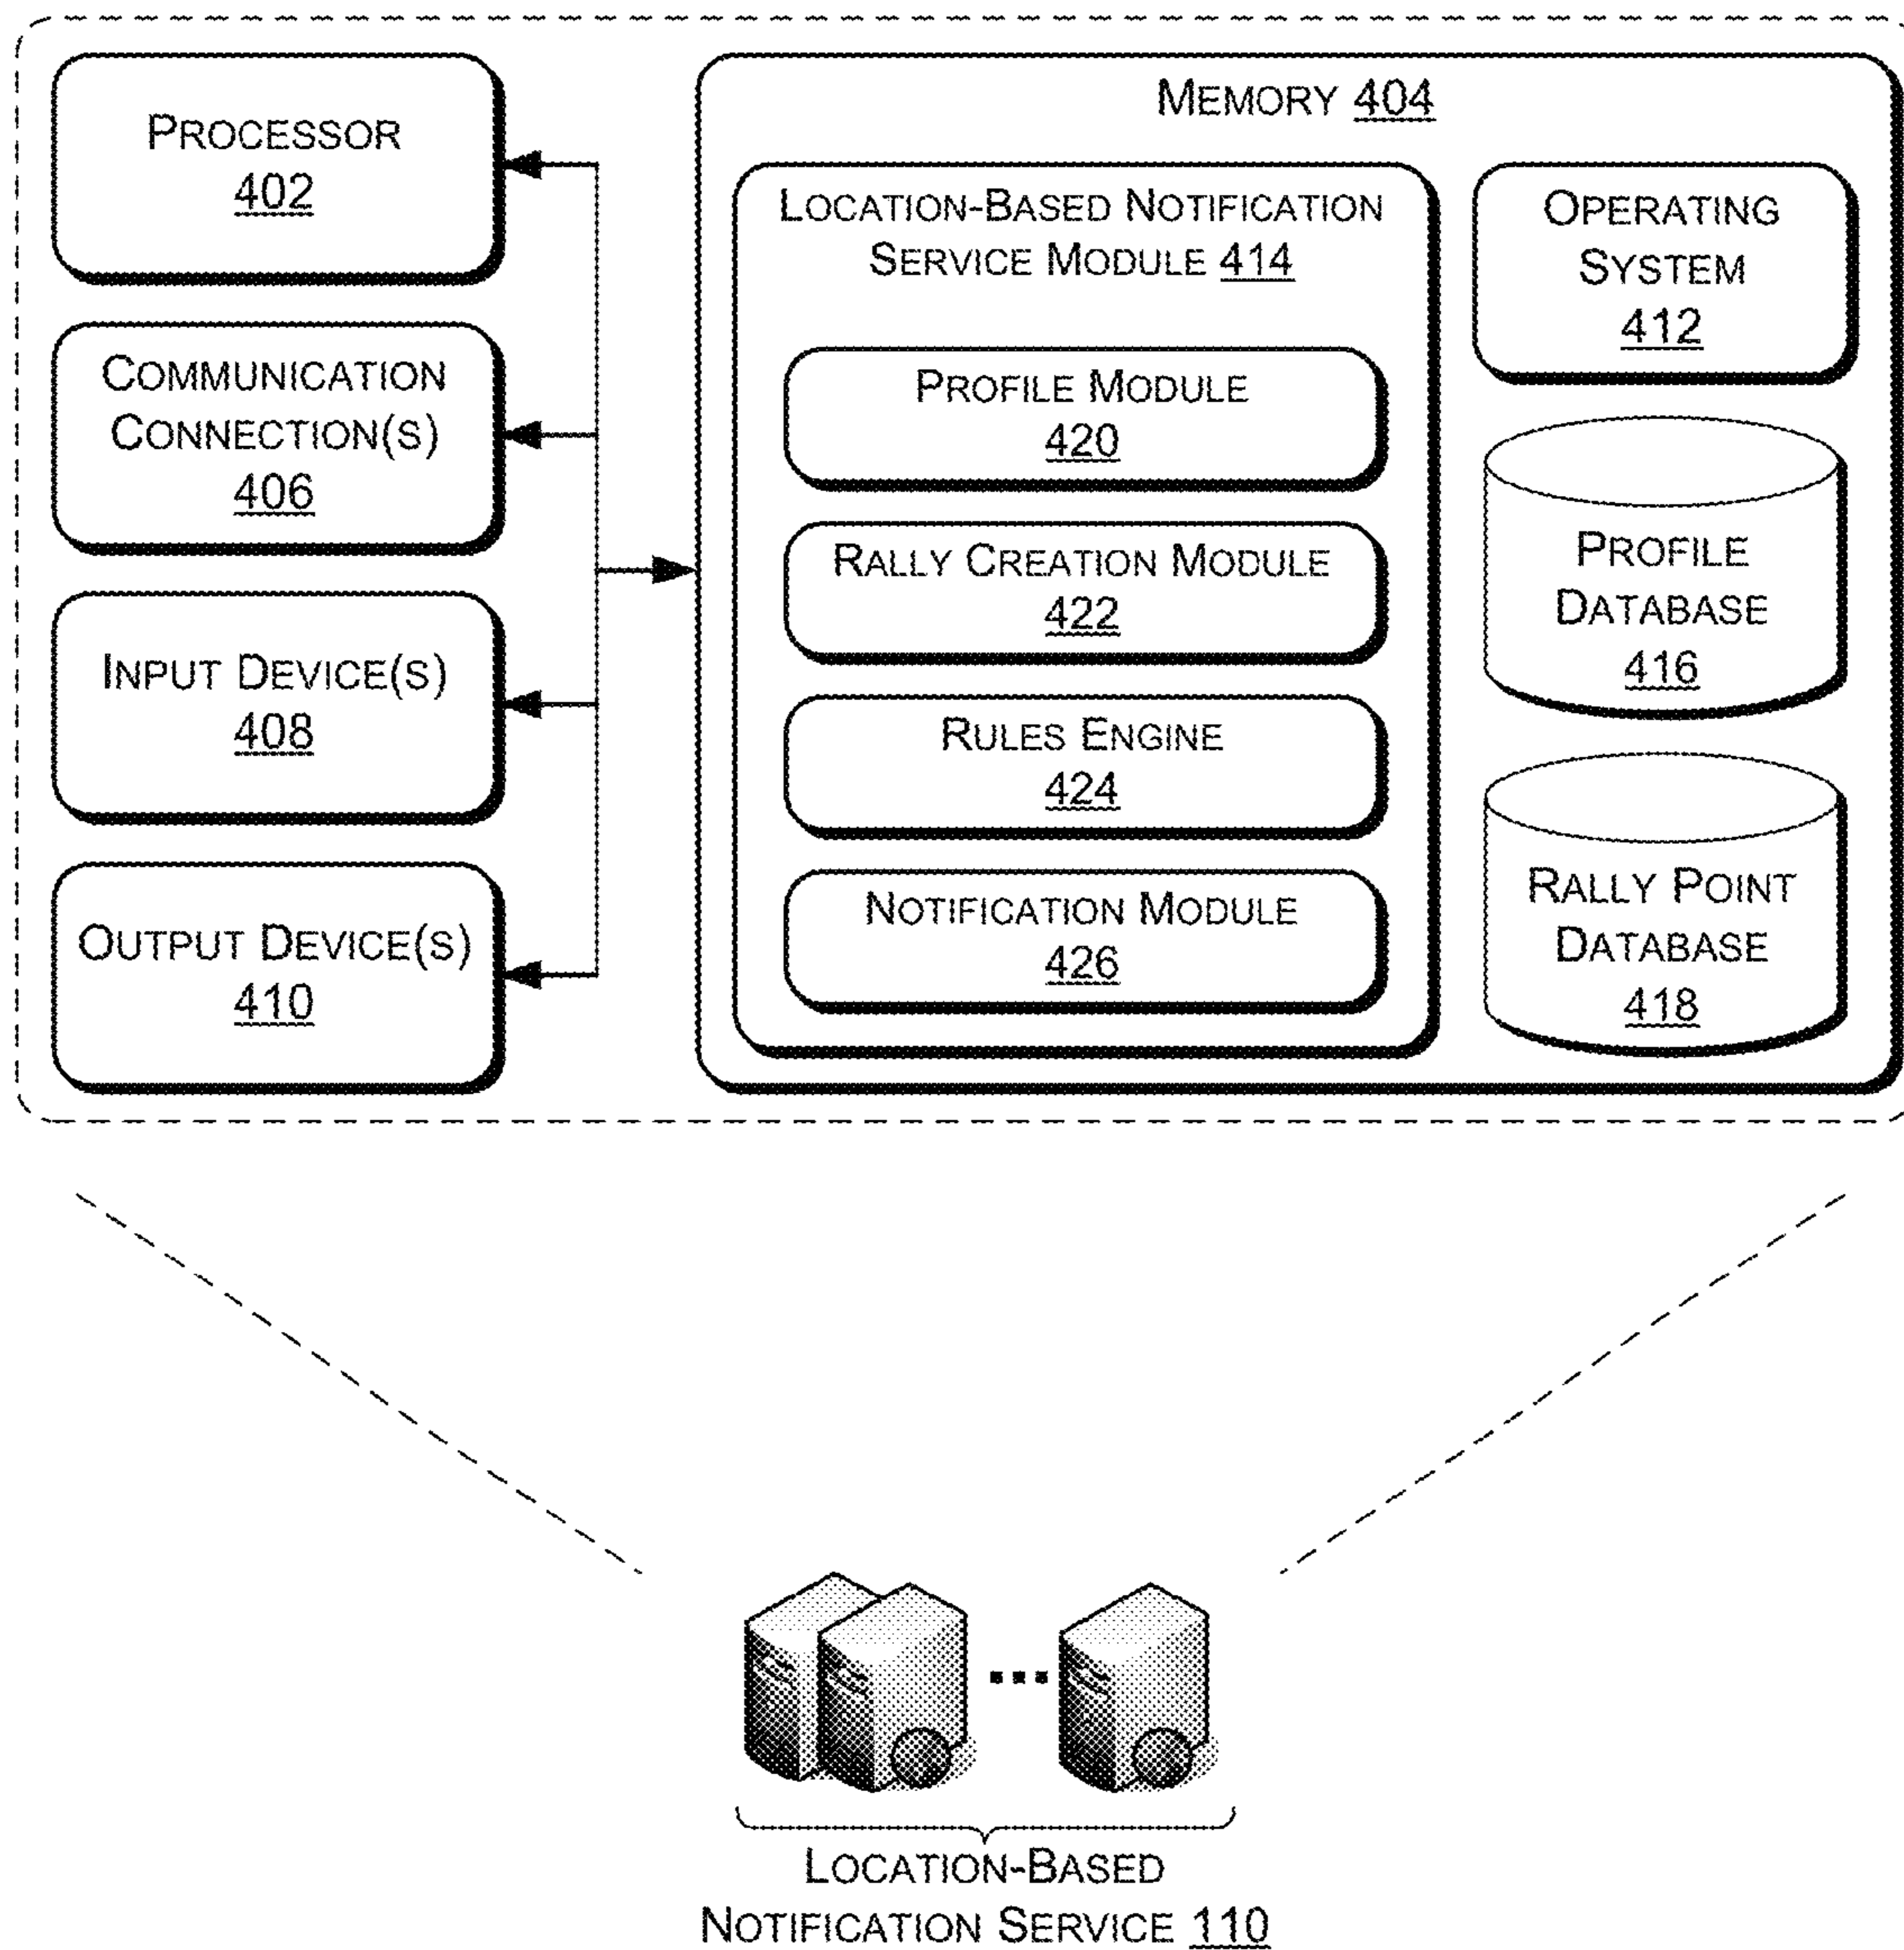 PROCESSOR
402
COMMUNICATION
CONNECTION(S)
406
INPUT DEVICE(S)
408
OUTPUT DEVICE(S)
410
MEMORY 404
LOCATION-BASED NOTIFICATION
SERVICE MODULE 414
PROFILE MODULE
420
RALLY CREATION MODULE
422
RULES ENGINE
424
NOTIFICATION MODULE
426
OPERATING
SYSTEM
412
PROFILE
DATABASE
416
RALLY POINT
DATABASE
418
LOCATION-BASED
NOTIFICATION SERVICE 110